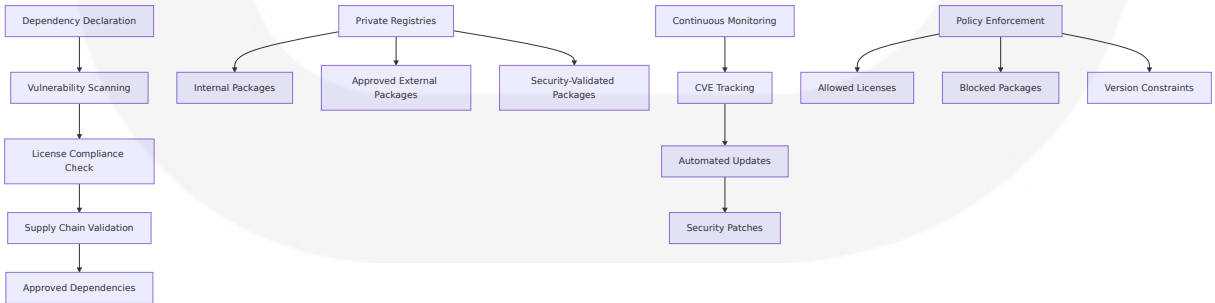 Dependency Declaration
Private Registries
Continuous Monitoring
Policy Enforcement
Vulnerability Scanning
Internal Packages
Approved External
Packages
Security-Validated
Packages
CVE Tracking
Allowed Licenses
Blocked Packages
Version Constraints
License Compliance
Check
Automated Updates
Supply Chain Validation
Security Patches
Approved Dependencies